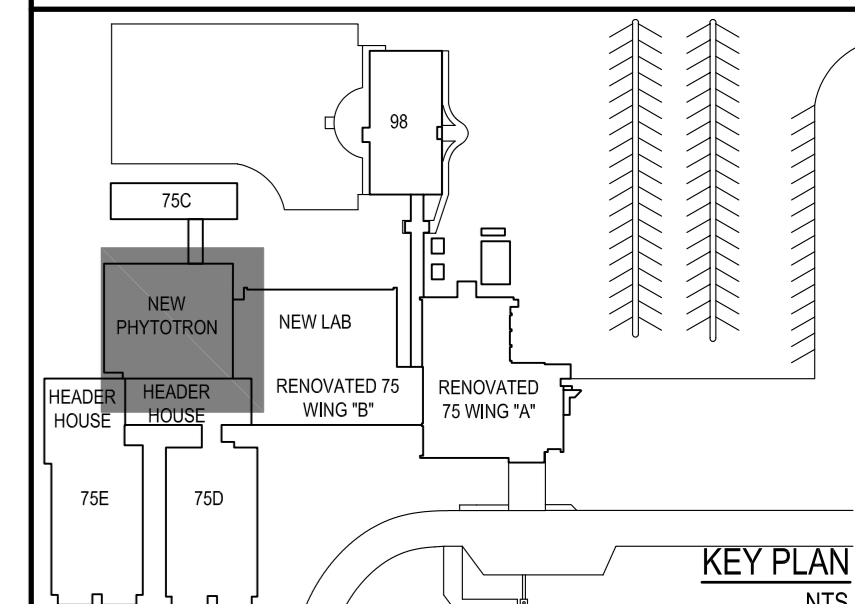 98
75C
NEW
PHYTOTRON
NEW LAB
HEADER
HOUSE
HEADER
HOUSE
RENOVATED 75
WING "B"
RENOVATED
75 WING "A"
75E
75D
KEY PLAN
NTS